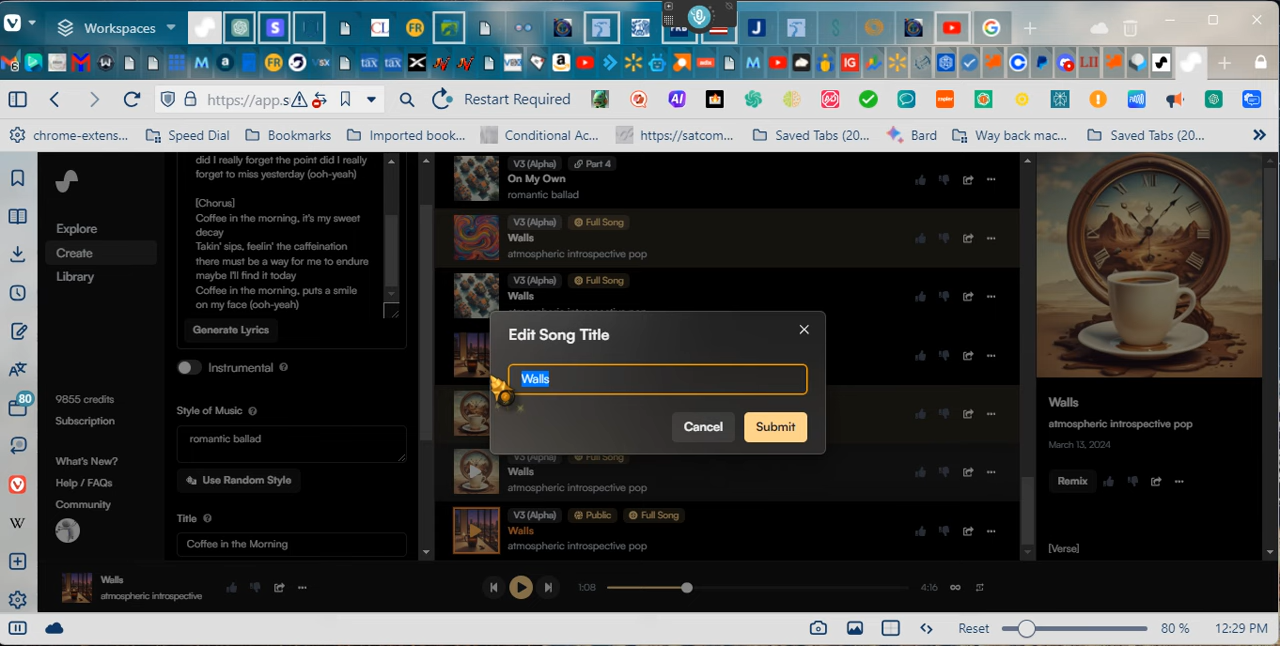 Workspaces
https://app.s
Restart Required
chrome-extens...
Speed Dial
Bookmarks
Imported book...
Conditional Ac...
https://satcom...
Saved Tabs (20...
Bard
Way back mac...
Saved Tabs (20...
Explore
Create
Library
9855 credits
Subscription
What's New?
Help / FAQs
Community
did I really forget the point did I really
forget to miss yesterday (ooh-yeah)
[Chorus]
Coffee in the morning, it's my sweet
decay
Takin' sips, feelin' the caffeination
there must be a way for me to endure
maybe I'll find it today
Coffee in the morning, puts a smile
on my face (ooh-yeah)
Generate Lyrics
Instrumental
Style of Music
romantic ballad
Use Random Style
Title
Coffee in the Morning
V3 (Alpha) Part 4
On My Own
romantic ballad
V3 (Alpha) Full Song
Walls
atmospheric introspective pop
V3 (Alpha) Full Song
Walls
Edit Song Title
Walls
Cancel Submit
V3 (Alpha) Full Song
Walls
atmospheric introspective pop
V3 (Alpha) Public Full Song
Walls
atmospheric introspective pop
Walls
atmospheric introspective pop
March 13, 2024
Remix
[Verse]
Walls
atmospheric introspective
1:08
4:16
80
Reset
80 %
12:29 PM